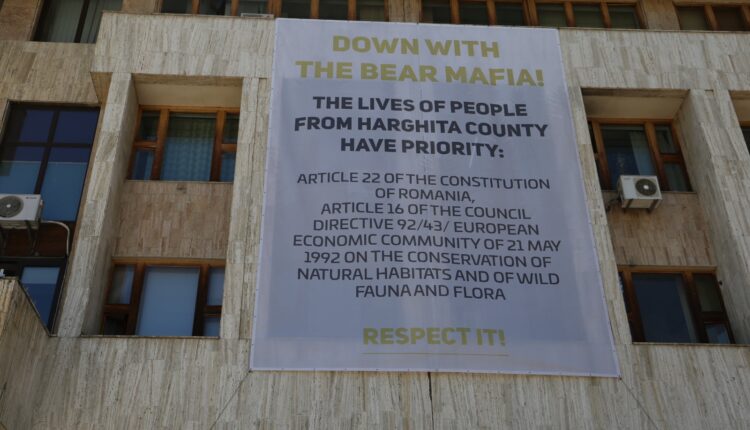 DOWN WITH
THE BEAR MAFIA!
THE LIVES OF PEOPLE
FROM HARGHITA COUNTY
HAVE PRIORITY:
ARTICLE 22 OF THE CONSTITUTION
OF ROMANIA,
ARTICLE 16 OF THE COUNCIL
DIRECTIVE 92/43/ EUROPEAN
ECONOMIC COMMUNITY OF 21 MAY
1992 ON THE CONSERVATION OF
NATURAL HABITATS AND OF WILD
FAUNA AND FLORA
RESPECT IT!